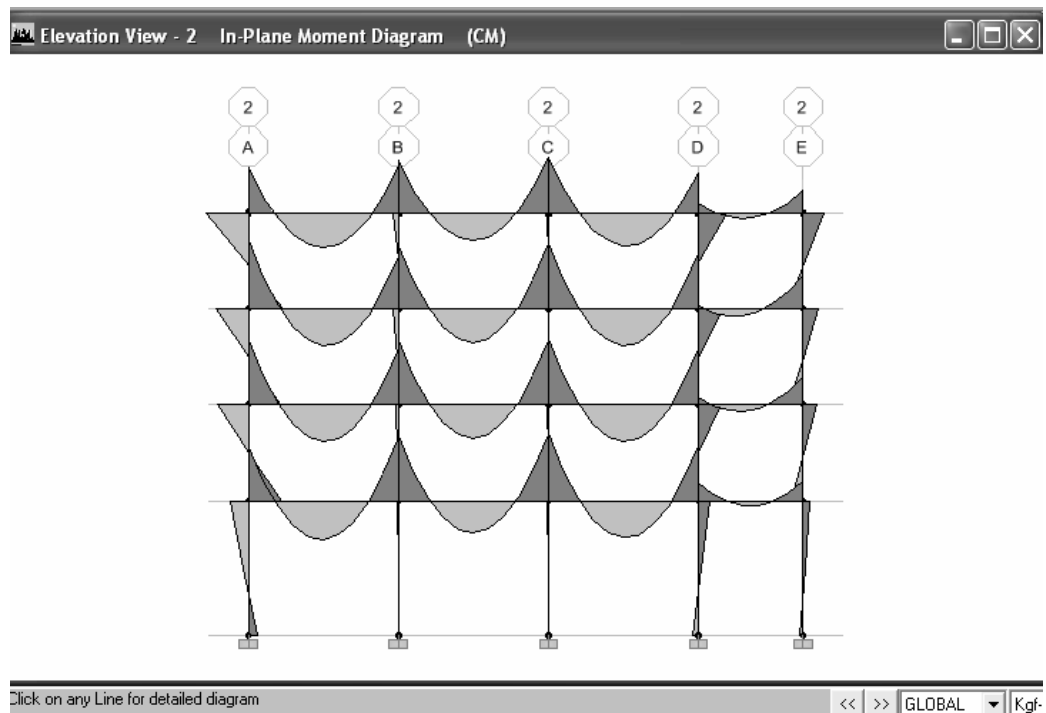 Elevation View - 2 In-Plane Moment Diagram (CM)
2 2 2 2 2
A B C D E
Click on any Line for detailed diagram << >> GLOBAL Kgf-